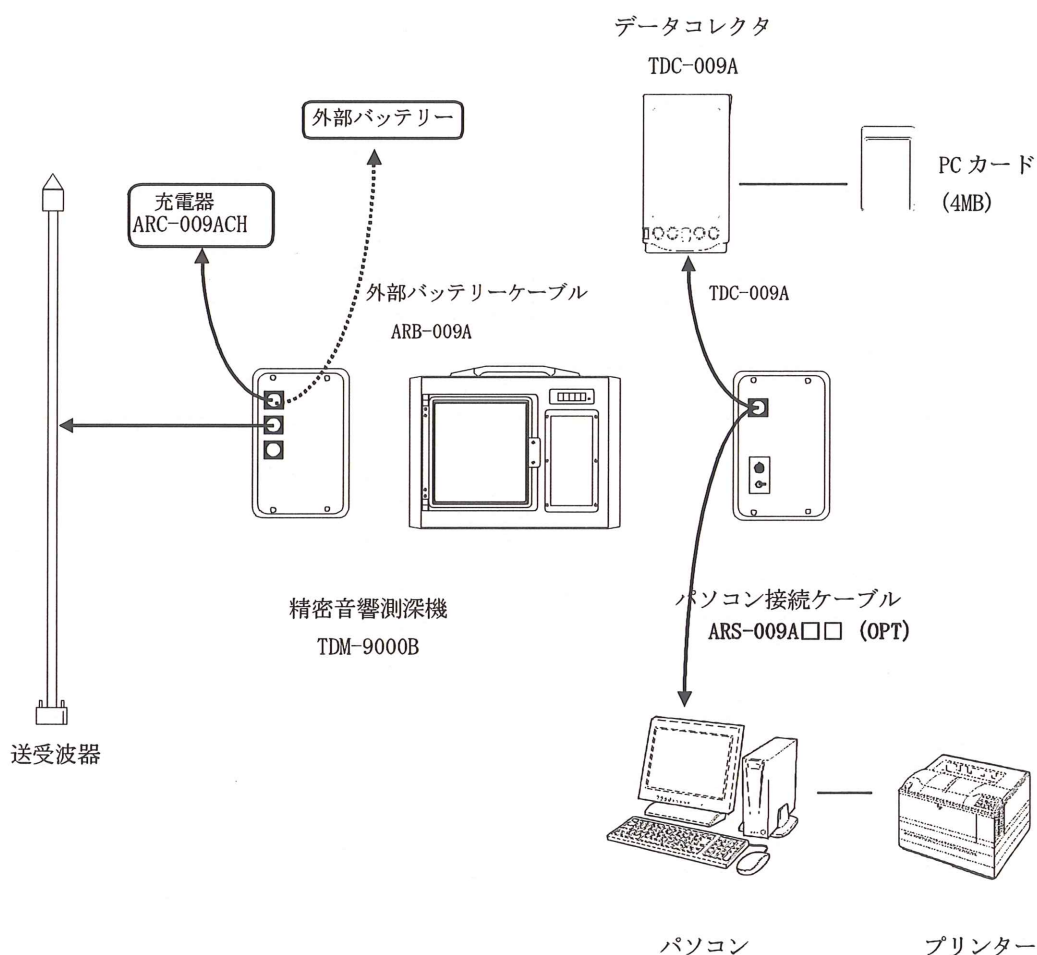 データコレクタ
TDC-009A
外部バッテリー
PC カード
(4MB)
充電器
ARC-009ACH
外部バッテリーケーブル
ARB-009A
TDC-009A
精密音響測深機
TDM-9000B
パソコン接続ケーブル
ARS-009A□□ (OPT)
送受波器
パソコン
プリンター